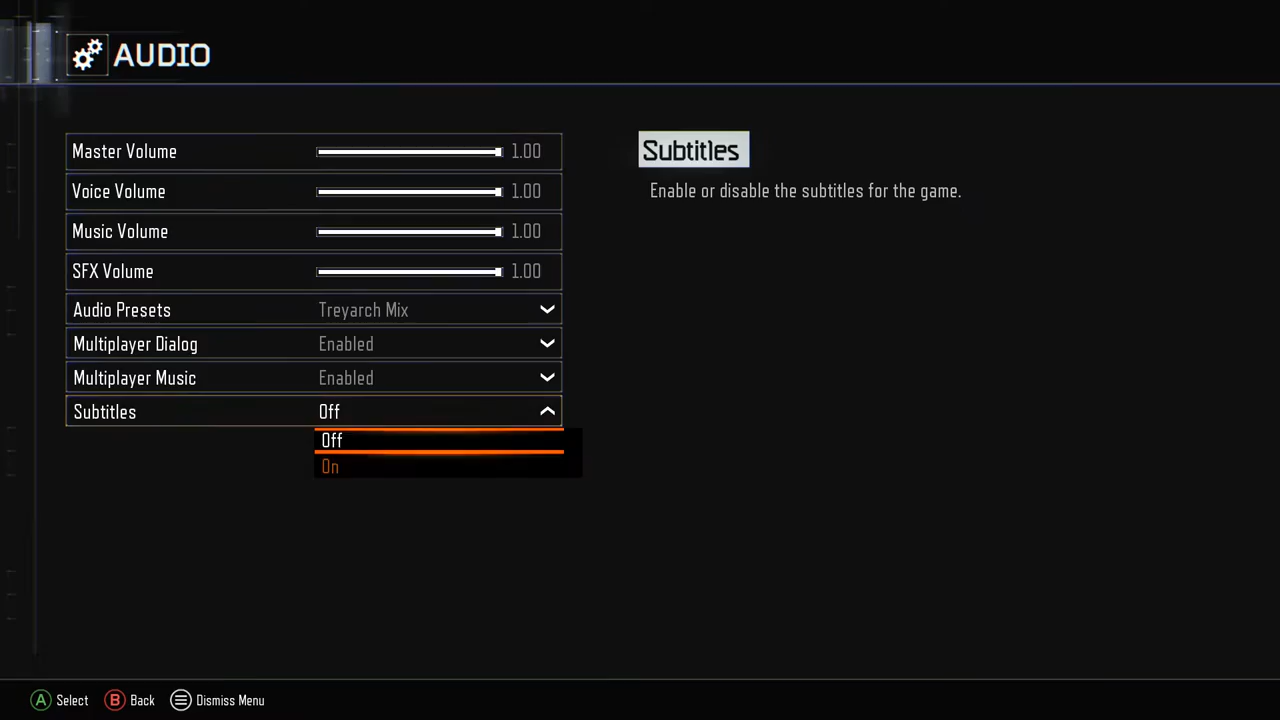 AUDIO
Master Volume 1.00
Voice Volume 1.00
Music Volume 1.00
SFX Volume 1.00
Audio Presets Treyarch Mix
Multiplayer Dialog Enabled
Multiplayer Music Enabled
Subtitles Off
Off
On
Subtitles
Enable or disable the subtitles for the game.
A Select B Back Dismiss Menu